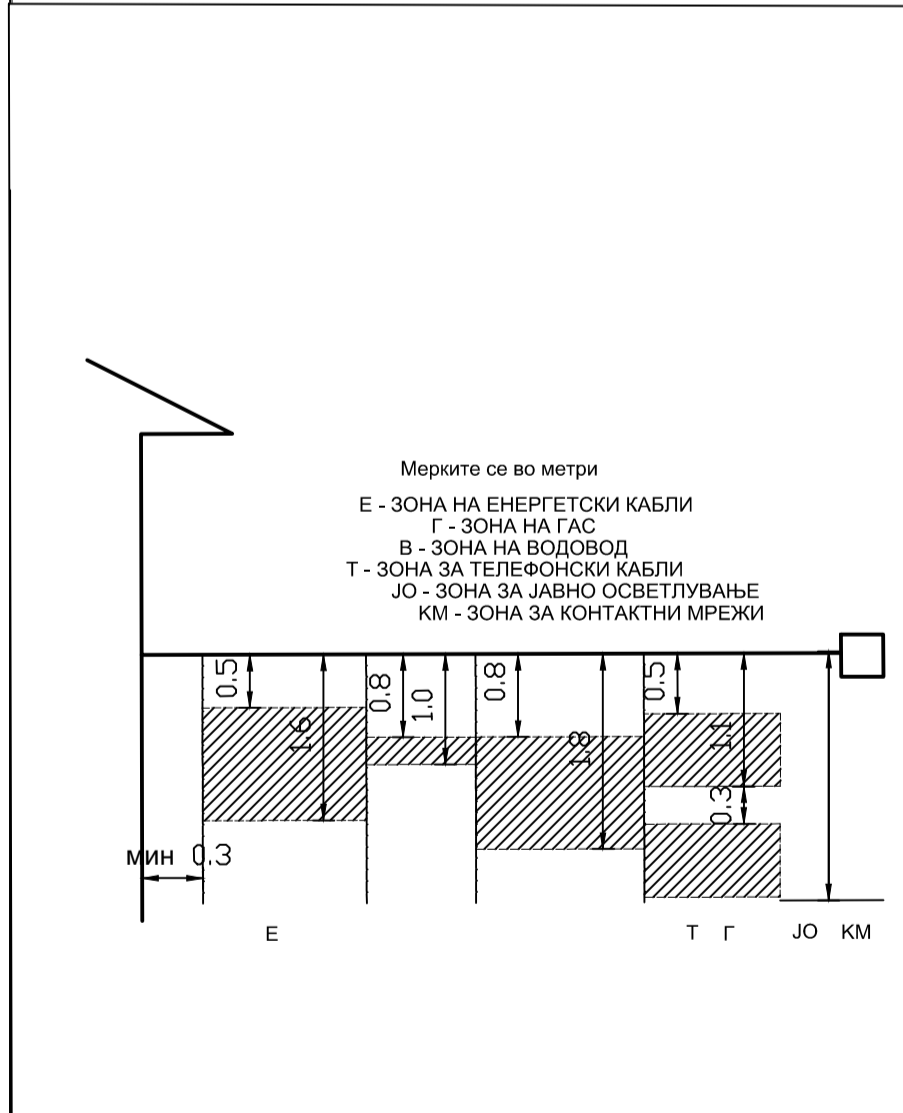 Мерките се во метри
Е - ЗОНА НА ЕНЕРГЕТСКИ КАБЛИ
Г - ЗОНА НА ГАС
В - ЗОНА НА ВОДОВОД
Т - ЗОНА ЗА ТЕЛЕФОНСКИ КАБЛИ
ЈО - ЗОНА ЗА ЈАВНО ОСВЕТЛУВАЊЕ
КМ - ЗОНА ЗА КОНТАКТНИ МРЕЖИ
0.5
1.6
0.8
1.0
0.8
1.8
0.5
1.1
0.3
мин 0.3
Е
Т Г ЈО КМ